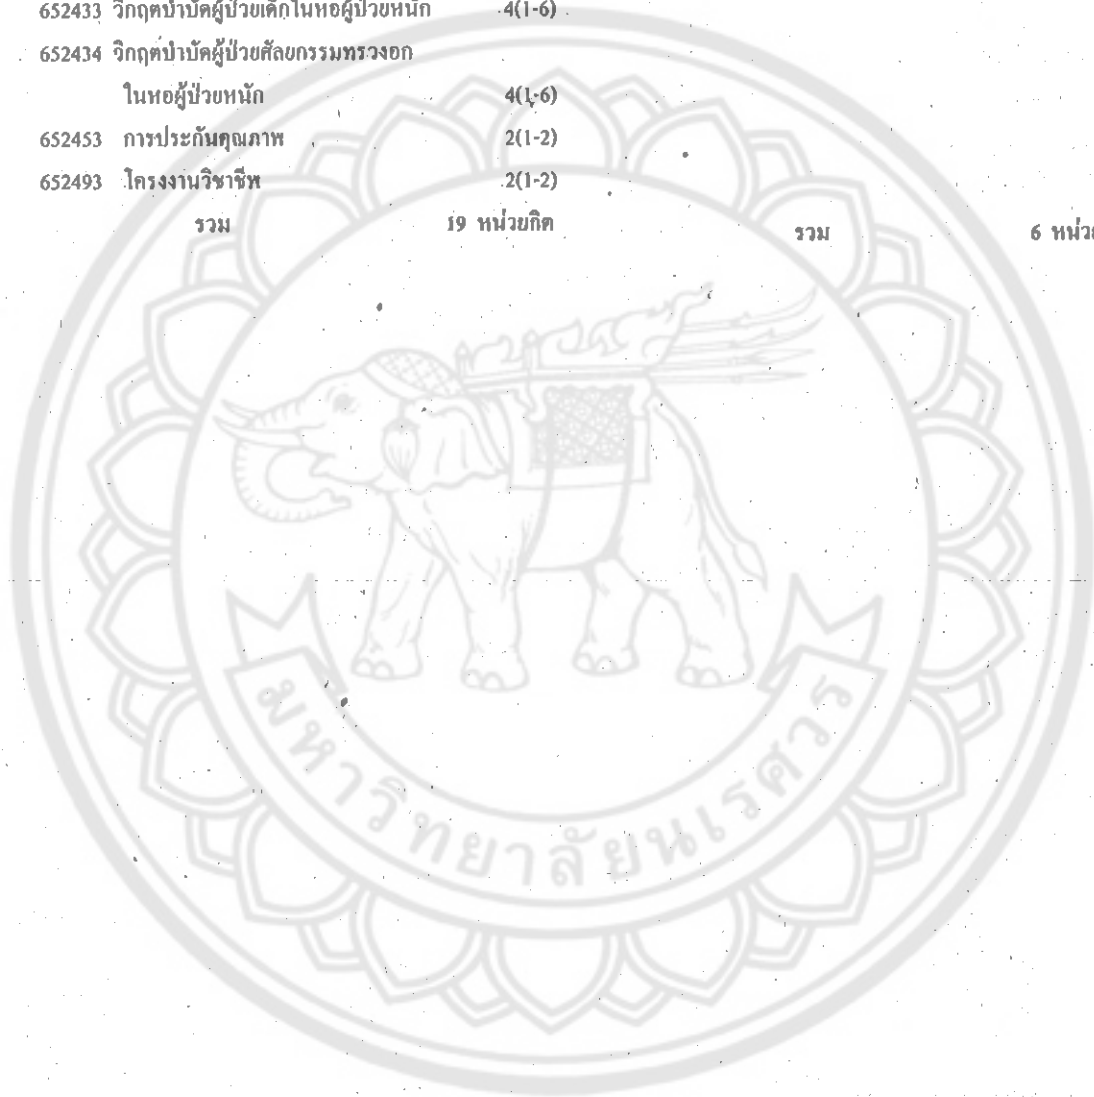 652433 วิกฤตบำบัดผู้ป่วยเด็กในหอผู้ป่วยหนัก 4(1-6)
652434 วิกฤตบำบัดผู้ป่วยศัลยกรรมทรวงอก
ในหอผู้ป่วยหนัก 4(1-6)
652453 การประกันคุณภาพ 2(1-2)
652493 โครงงานวิชาชีพ 2(1-2)
รวม 19 หน่วยกิต รวม 6 หน่วย
มหาวิทยาลัยนเรศวร